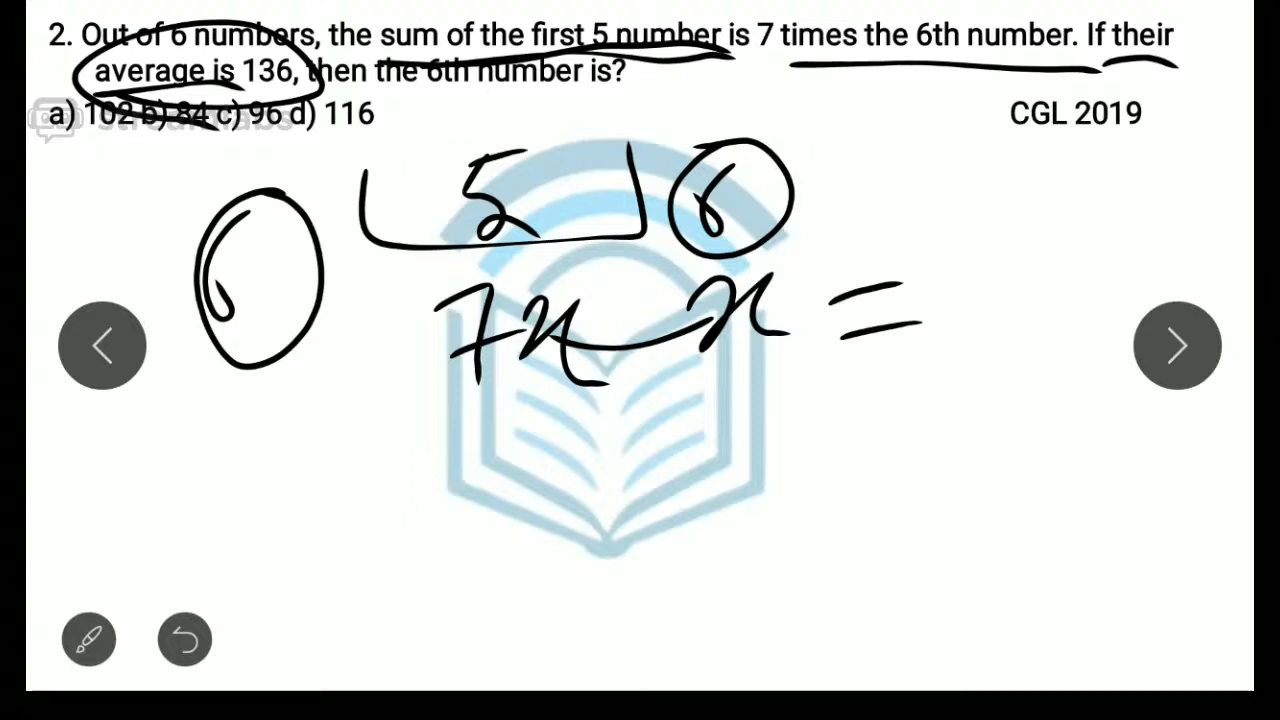 2. Out of 6 numbers, the sum of the first 5 number is 7 times the 6th number. If their
average is 136, then the 6th number is?
a) 102 b) 84 c) 96 d) 116
CGL 2019
5 6
6
7x x =